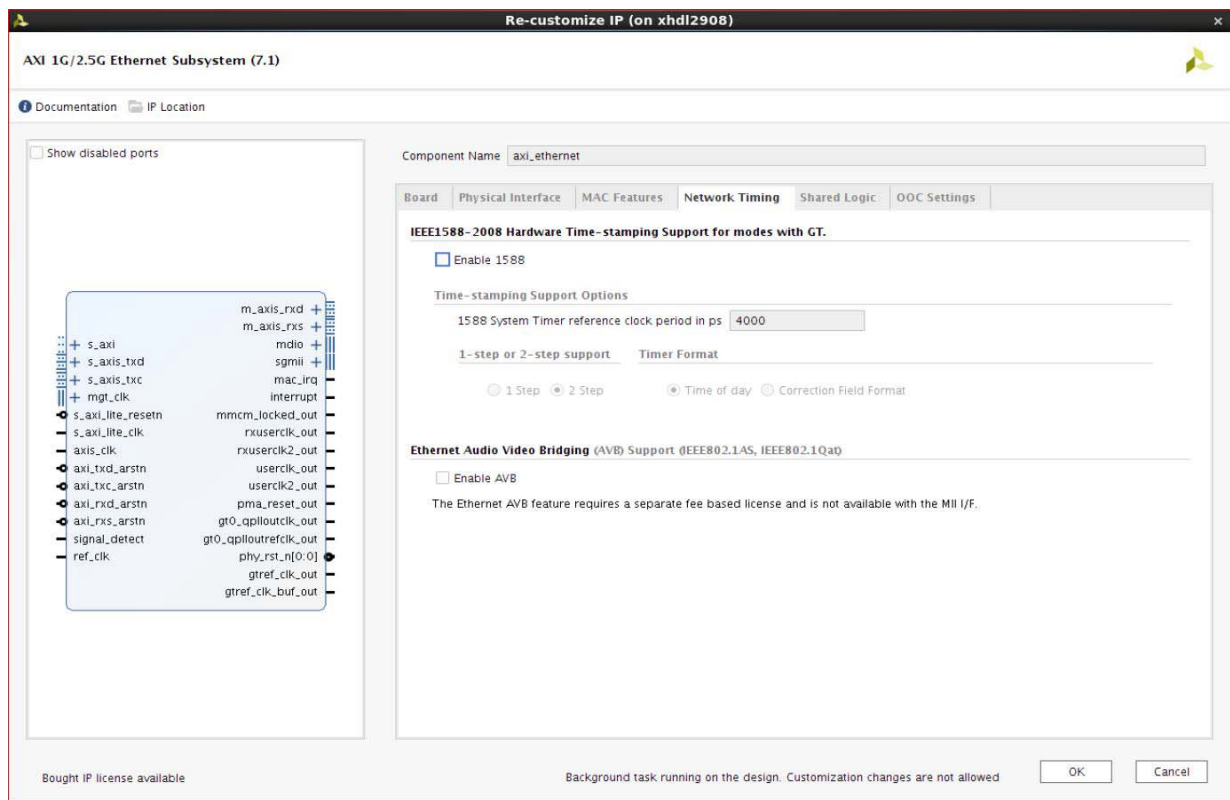 Re-customize IP (on xhdl2908)
AXI 1G/2.5G Ethernet Subsystem (7.1)
Documentation IP Location
Show disabled ports
s_axi
s_axis_txd
s_axis_txc
mgt_clk
s_axi_lite_resetn
s_axi_lite_clk
axis_clk
axi_txd_arstn
axi_txc_arstn
axi_rxd_arstn
axi_rxs_arstn
signal_detect
ref_clk
m_axis_rxd
m_axis_rxs
mdio
sgmii
mac_irq
interrupt
mmcm_locked_out
rxuserclk_out
rxuserclk2_out
userclk_out
userclk2_out
pma_reset_out
gt0_qplloutclk_out
gt0_qplloutrefclk_out
phy_rst_n[0:0]
gtref_clk_out
gtref_clk_buf_out
Component Name axi_ethernet
Board Physical Interface MAC Features Network Timing Shared Logic OOC Settings
IEEE1588-2008 Hardware Time-stamping Support for modes with GT.
Enable 1588
Time-stamping Support Options
1588 System Timer reference clock period in ps 4000
1-step or 2-step support Timer Format
1 Step 2 Step Time of day Correction Field Format
Ethernet Audio Video Bridging (AVB) Support (IEEE802.1AS, IEEE802.1Qat)
Enable AVB
The Ethernet AVB feature requires a separate fee based license and is not available with the MII I/F.
Bought IP license available
Background task running on the design. Customization changes are not allowed
OK Cancel